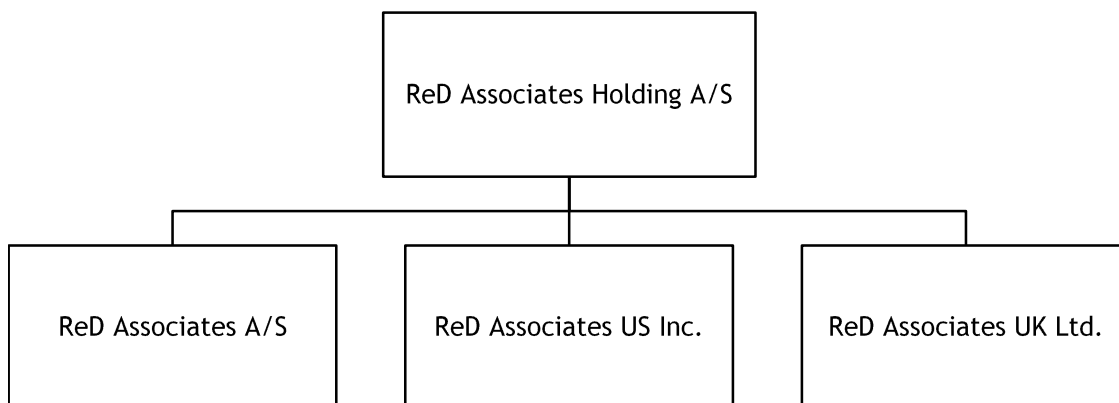 ReD Associates Holding A/S
ReD Associates A/S
ReD Associates US Inc.
ReD Associates UK Ltd.